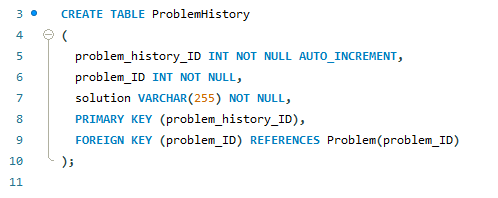 3 CREATE TABLE ProblemHistory
4 (
5 problem_history_ID INT NOT NULL AUTO_INCREMENT,
6 problem_ID INT NOT NULL,
7 solution VARCHAR(255) NOT NULL,
8 PRIMARY KEY (problem_history_ID),
9 FOREIGN KEY (problem_ID) REFERENCES Problem(problem_ID)
10 );
11